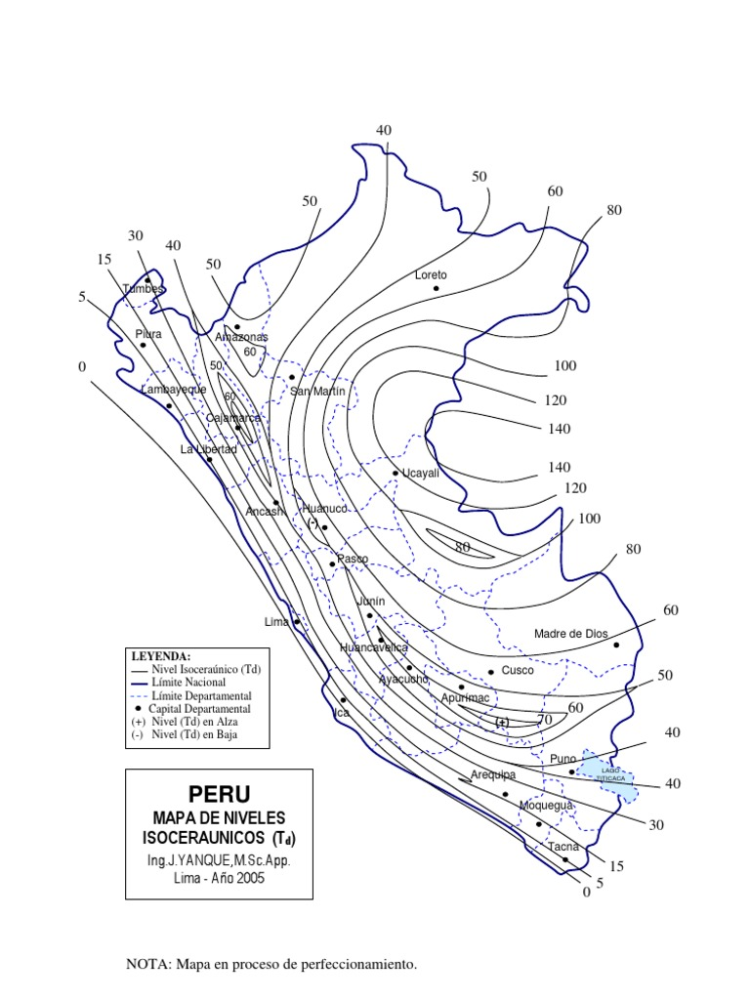 40
50
60
80
50
30
40
15
50
5
0
Tumbes
Loreto
Piura
Amazonas
60
50
100
Lambayeque
San Martín
60
120
Cajamarca
140
La Libertad
140
Ucayali
120
Ancash
Huánuco
(-)
100
80
Pasco
80
Junín
60
Lima
Madre de Dios
Huancavelica
Cusco
50
Ayacucho
Apurímac
60
Ica
(+)
70
40
Puno
LAGO
TITICACA
Arequipa
40
Moquegua
30
Tacna
15
5
0
LEYENDA:
Nivel Isoceraúnico (Td)
Límite Nacional
Límite Departamental
Capital Departamental
(+) Nivel (Td) en Alza
(-) Nivel (Td) en Baja
PERU
MAPA DE NIVELES
ISOCERAUNICOS (Td)
Ing.J.YANQUE,M.Sc.App.
Lima - Año 2005
NOTA: Mapa en proceso de perfeccionamiento.